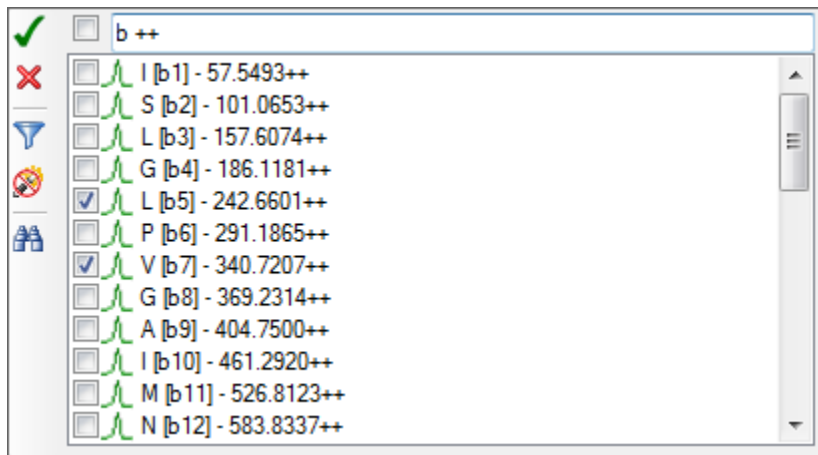 b ++
I [b1] - 57.5493++
S [b2] - 101.0653++
L [b3] - 157.6074++
G [b4] - 186.1181++
L [b5] - 242.6601++
P [b6] - 291.1865++
V [b7] - 340.7207++
G [b8] - 369.2314++
A [b9] - 404.7500++
I [b10] - 461.2920++
M [b11] - 526.8123++
N [b12] - 583.8337++